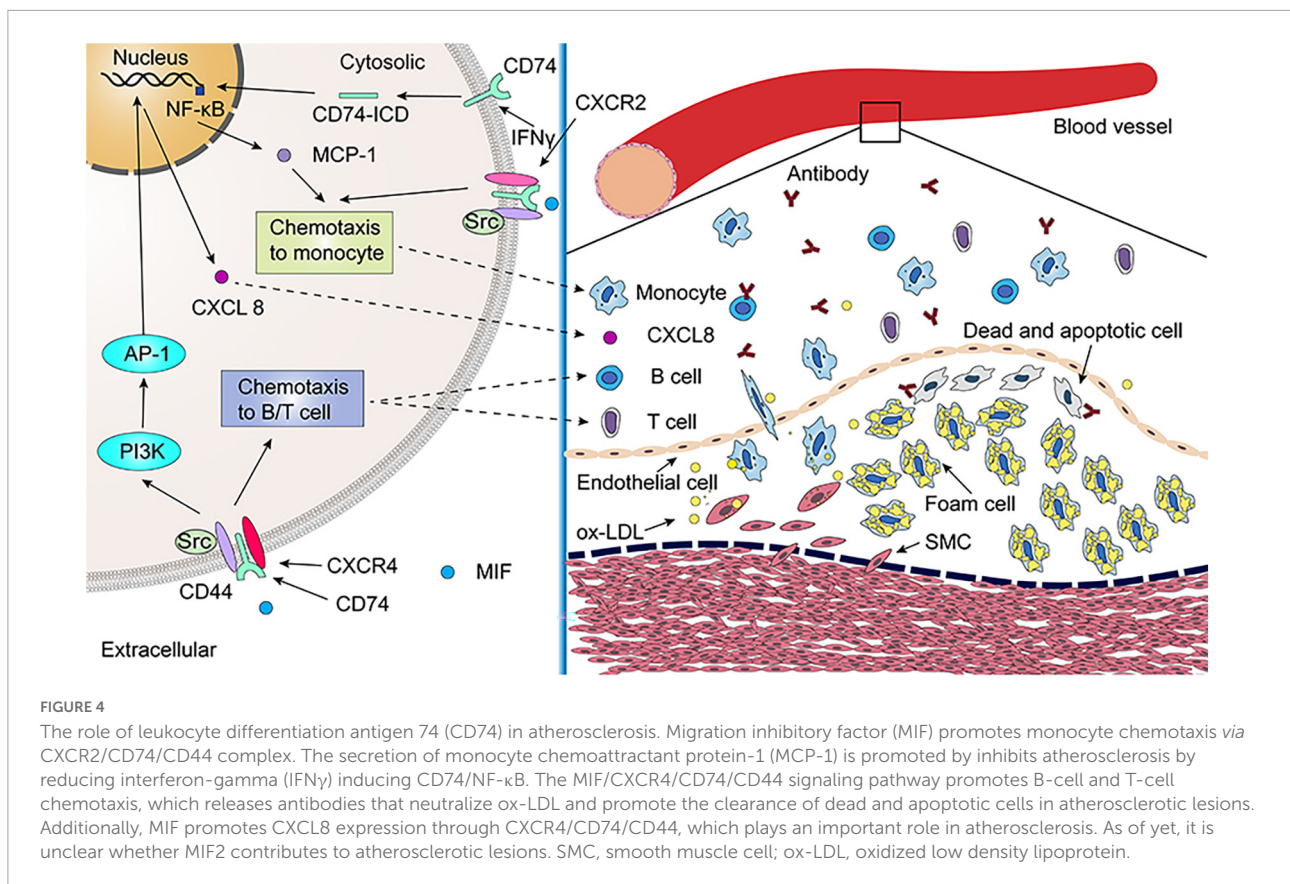 Nucleus
Cytosolic
CD74
NF-κB
CD74-ICD
CXCR2
IFNγ
MCP-1
Src
Chemotaxis
to monocyte
CXCL 8
AP-1
Chemotaxis
to B/T cell
PI3K
Src
CD44
CXCR4
CD74
MIF
Extracellular
Blood vessel
Antibody
Monocyte
CXCL8
B cell
T cell
Dead and apoptotic cell
Endothelial cell
Foam cell
ox-LDL
SMC
FIGURE 4
The role of leukocyte differentiation antigen 74 (CD74) in atherosclerosis. Migration inhibitory factor (MIF) promotes monocyte chemotaxis via
CXCR2/CD74/CD44 complex. The secretion of monocyte chemoattractant protein-1 (MCP-1) is promoted by inhibits atherosclerosis by
reducing interferon-gamma (IFNγ) inducing CD74/NF-κB. The MIF/CXCR4/CD74/CD44 signaling pathway promotes B-cell and T-cell
chemotaxis, which releases antibodies that neutralize ox-LDL and promote the clearance of dead and apoptotic cells in atherosclerotic lesions.
Additionally, MIF promotes CXCL8 expression through CXCR4/CD74/CD44, which plays an important role in atherosclerosis. As of yet, it is
unclear whether MIF2 contributes to atherosclerotic lesions. SMC, smooth muscle cell; ox-LDL, oxidized low density lipoprotein.